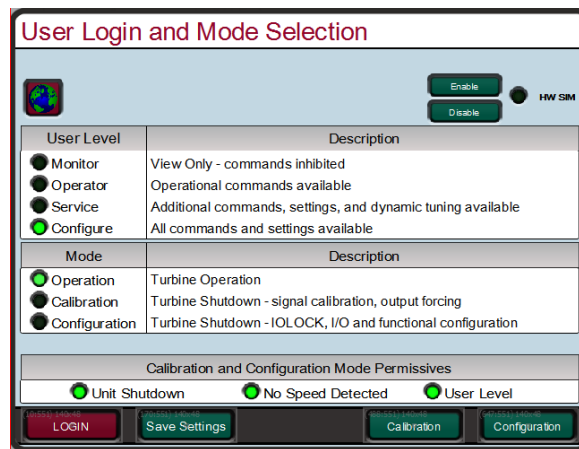 User Login and Mode Selection
Enable
HW SIM
Disable
User Level Description
Monitor View Only - commands inhibited
Operator Operational commands available
Service Additional commands, settings, and dynamic tuning available
Configure All commands and settings available
Mode Description
Operation Turbine Operation
Calibration Turbine Shutdown - signal calibration, output forcing
Configuration Turbine Shutdown - IOLOCK, I/O and functional configuration
Calibration and Configuration Mode Permissives
Unit Shutdown No Speed Detected User Level
LOGIN Save Settings Calibration Configuration